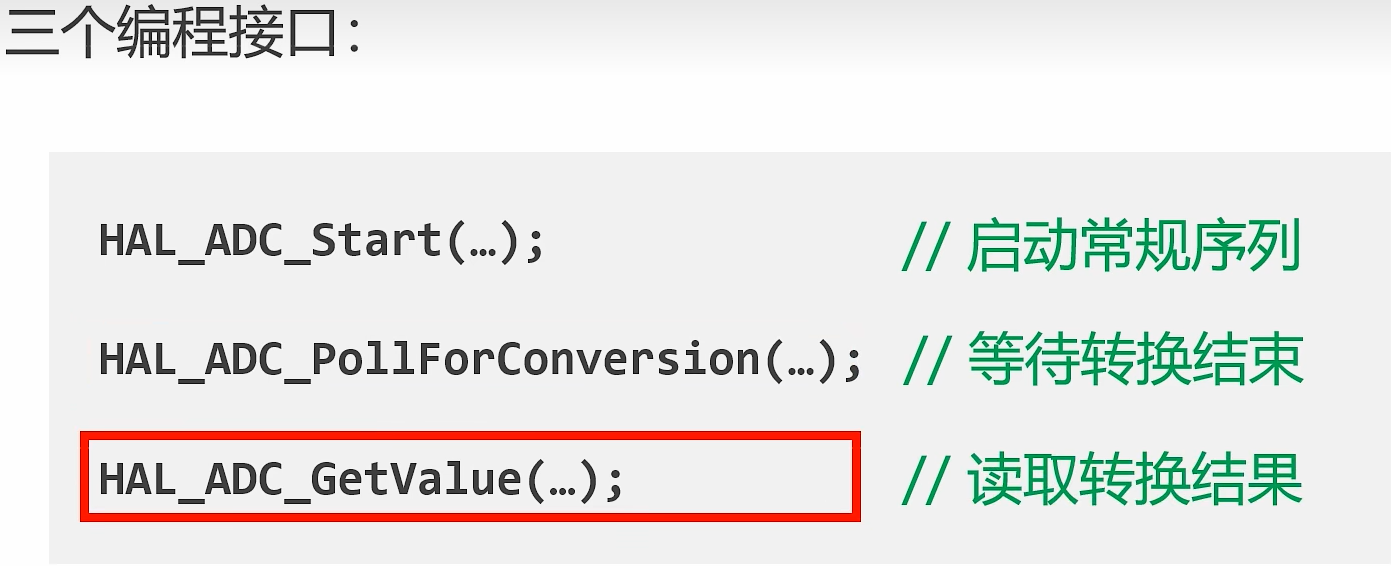 三个编程接口：
HAL_ADC_Start(…); // 启动常规序列
HAL_ADC_PollForConversion(…); // 等待转换结束
HAL_ADC_GetValue(…); // 读取转换结果